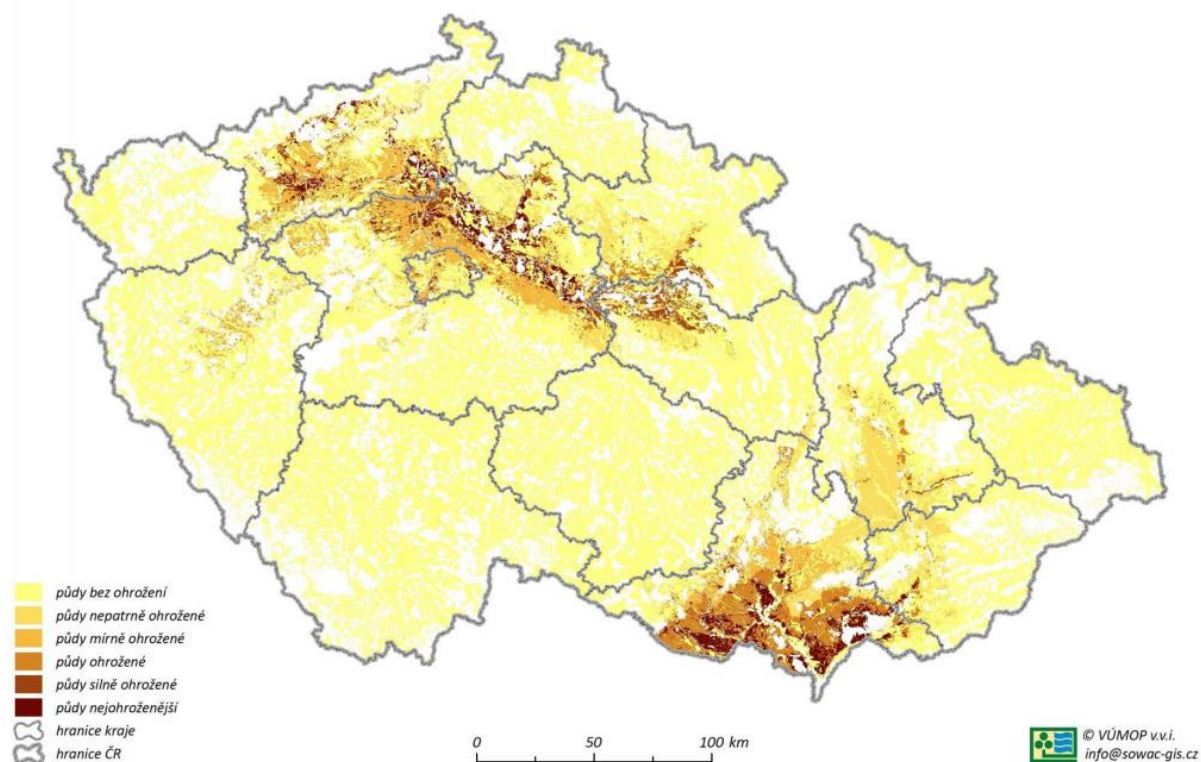 půdy bez ohrožení
půdy nepatrně ohrožené
půdy mírně ohrožené
půdy ohrožené
půdy silně ohrožené
půdy nejohroženější
hranice kraje
hranice ČR
0 50 100 km
© VÚMOP v.v.i.
info@sowac-gis.cz